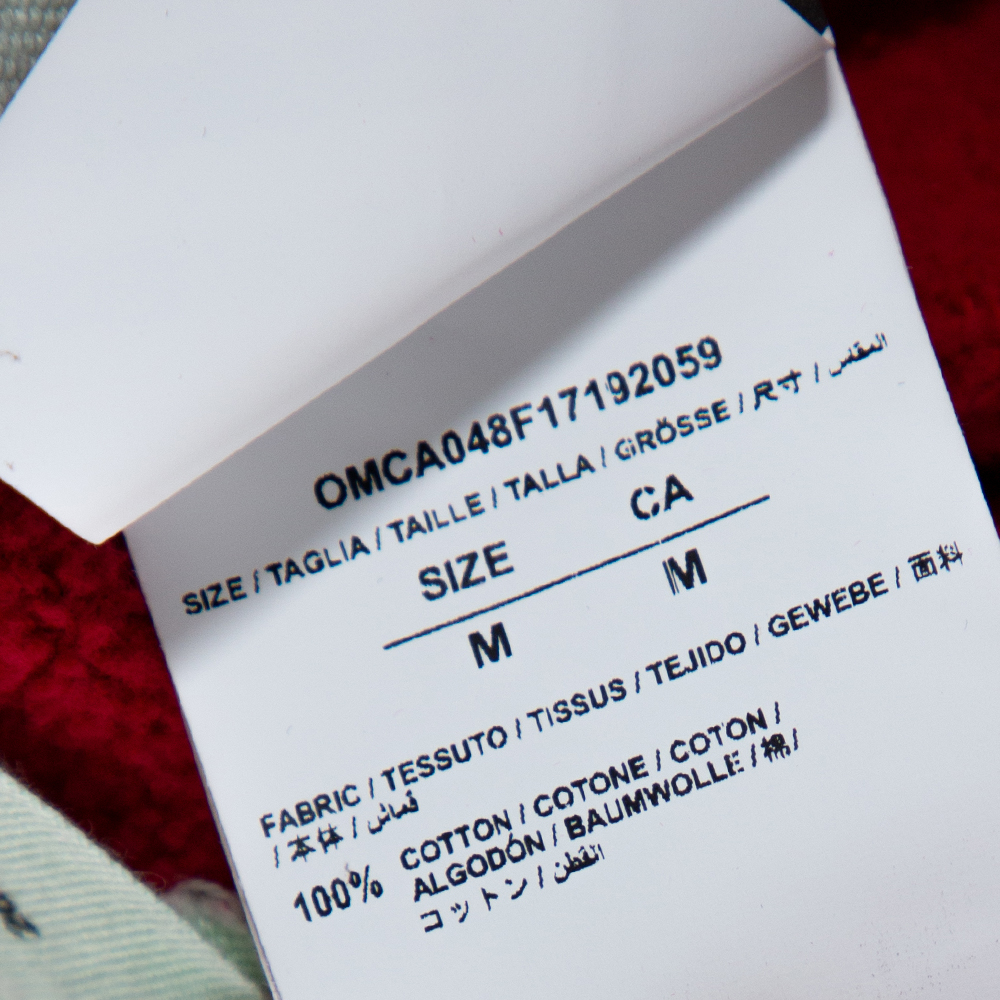 OMCA048F17192059
SIZE / TAGLIA / TAILLE / TALLA / GRÖSSE / 尺寸 / المقاس
SIZE CA
M M
FABRIC / TESSUTO / TISSUS / TEJIDO / GEWEBE / 面料
/ 本体 / قماش
100% COTTON / COTONE / COTON /
ALGODÓN / BAUMWOLLE / 棉 /
コットン / القطن